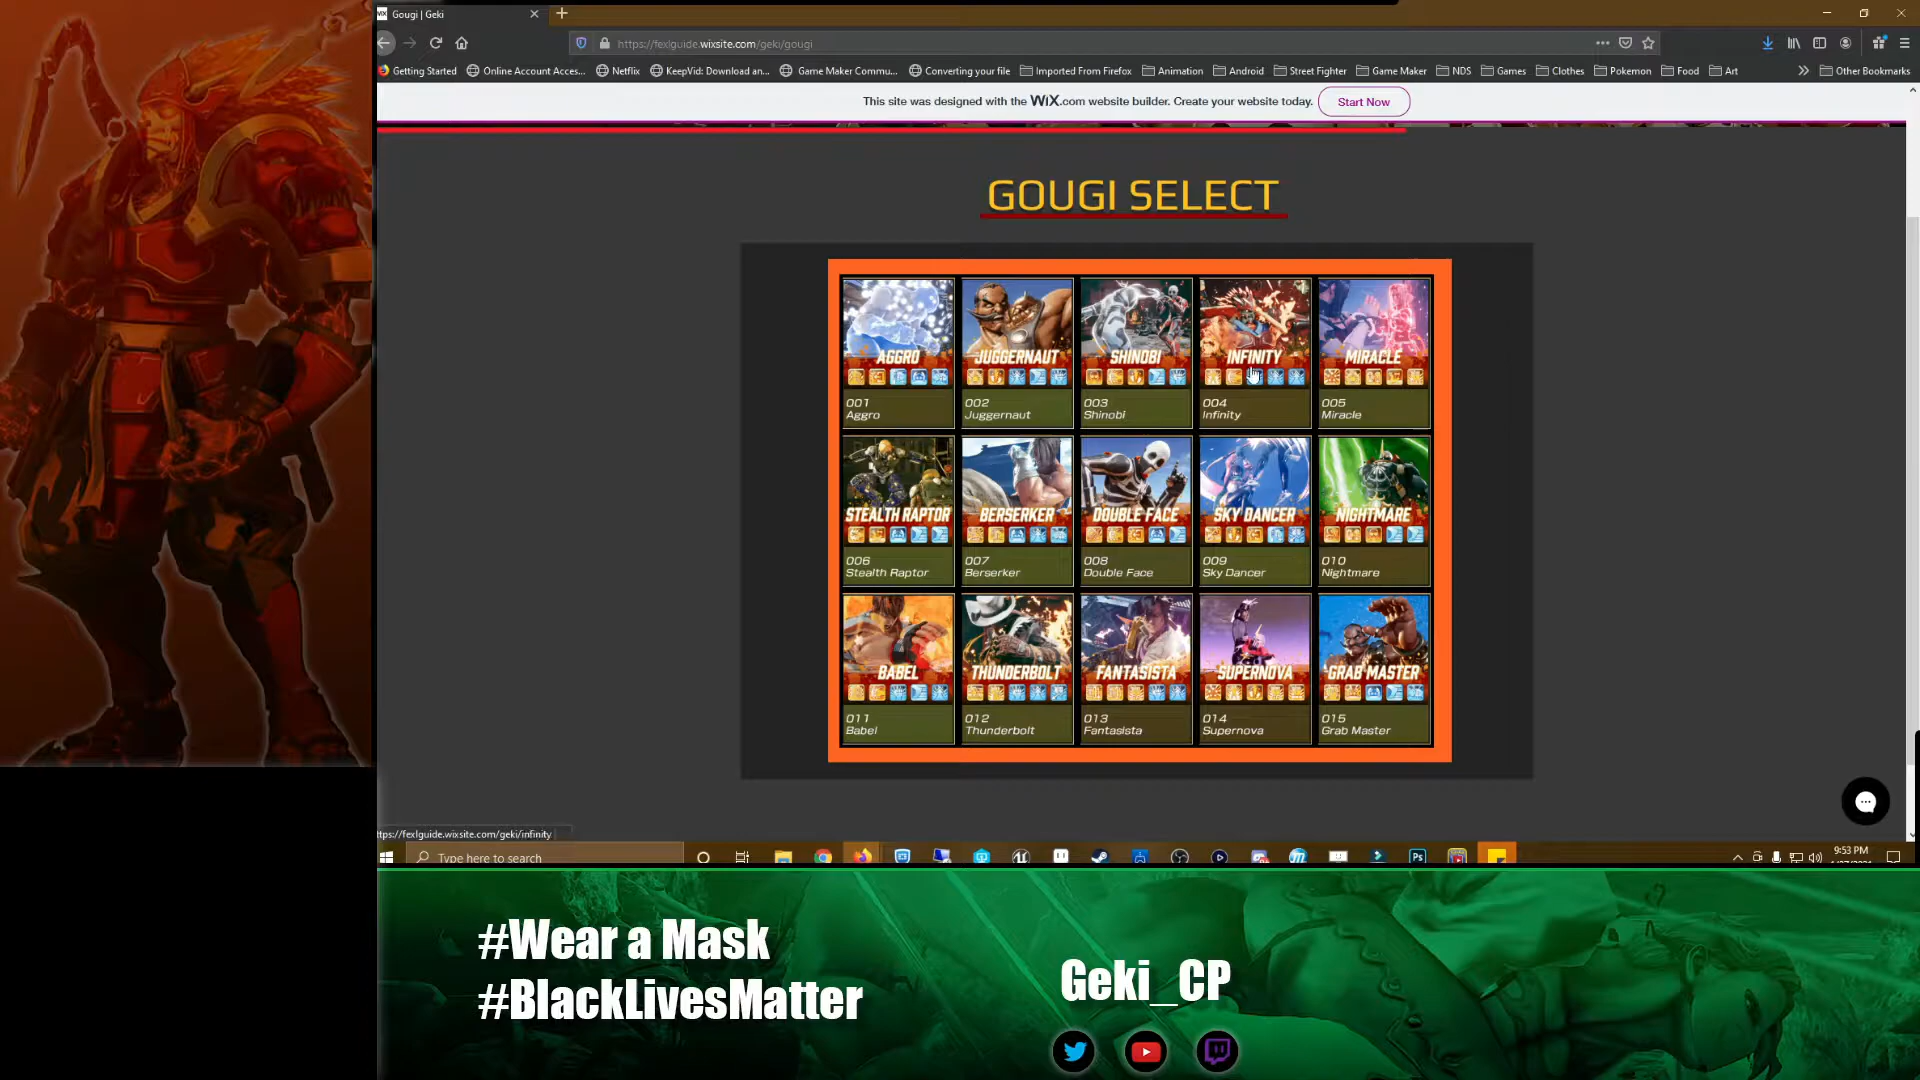 Gougi | Geki
https://fexlguide.wixsite.com/geki/gougi
Getting Started Online Account Acces... Netflix KeepVid: Download an... Game Maker Commu... Converting your file Imported From Firefox Animation Android Street Fighter Game Maker NDS Games Clothes Pokemon Food Art Other Bookmarks
This site was designed with the WiX.com website builder. Create your website today. Start Now
GOUGI SELECT
AGGRO JUGGERNAUT SHINOBI INFINITY MIRACLE
001 002 003 004 005
Aggro Juggernaut Shinobi Infinity Miracle
STEALTH RAPTOR BERSERKER DOUBLE FACE SKY DANCER NIGHTMARE
006 007 008 009 010
Stealth Raptor Berserker Double Face Sky Dancer Nightmare
BABEL THUNDERBOLT FANTASISTA SUPERNOVA GRAB MASTER
011 012 013 014 015
Babel Thunderbolt Fantasista Supernova Grab Master
ttps://fexlguide.wixsite.com/geki/infinity
Type here to search
Ps
9:53 PM
#Wear a Mask
#BlackLivesMatter
Geki_CP